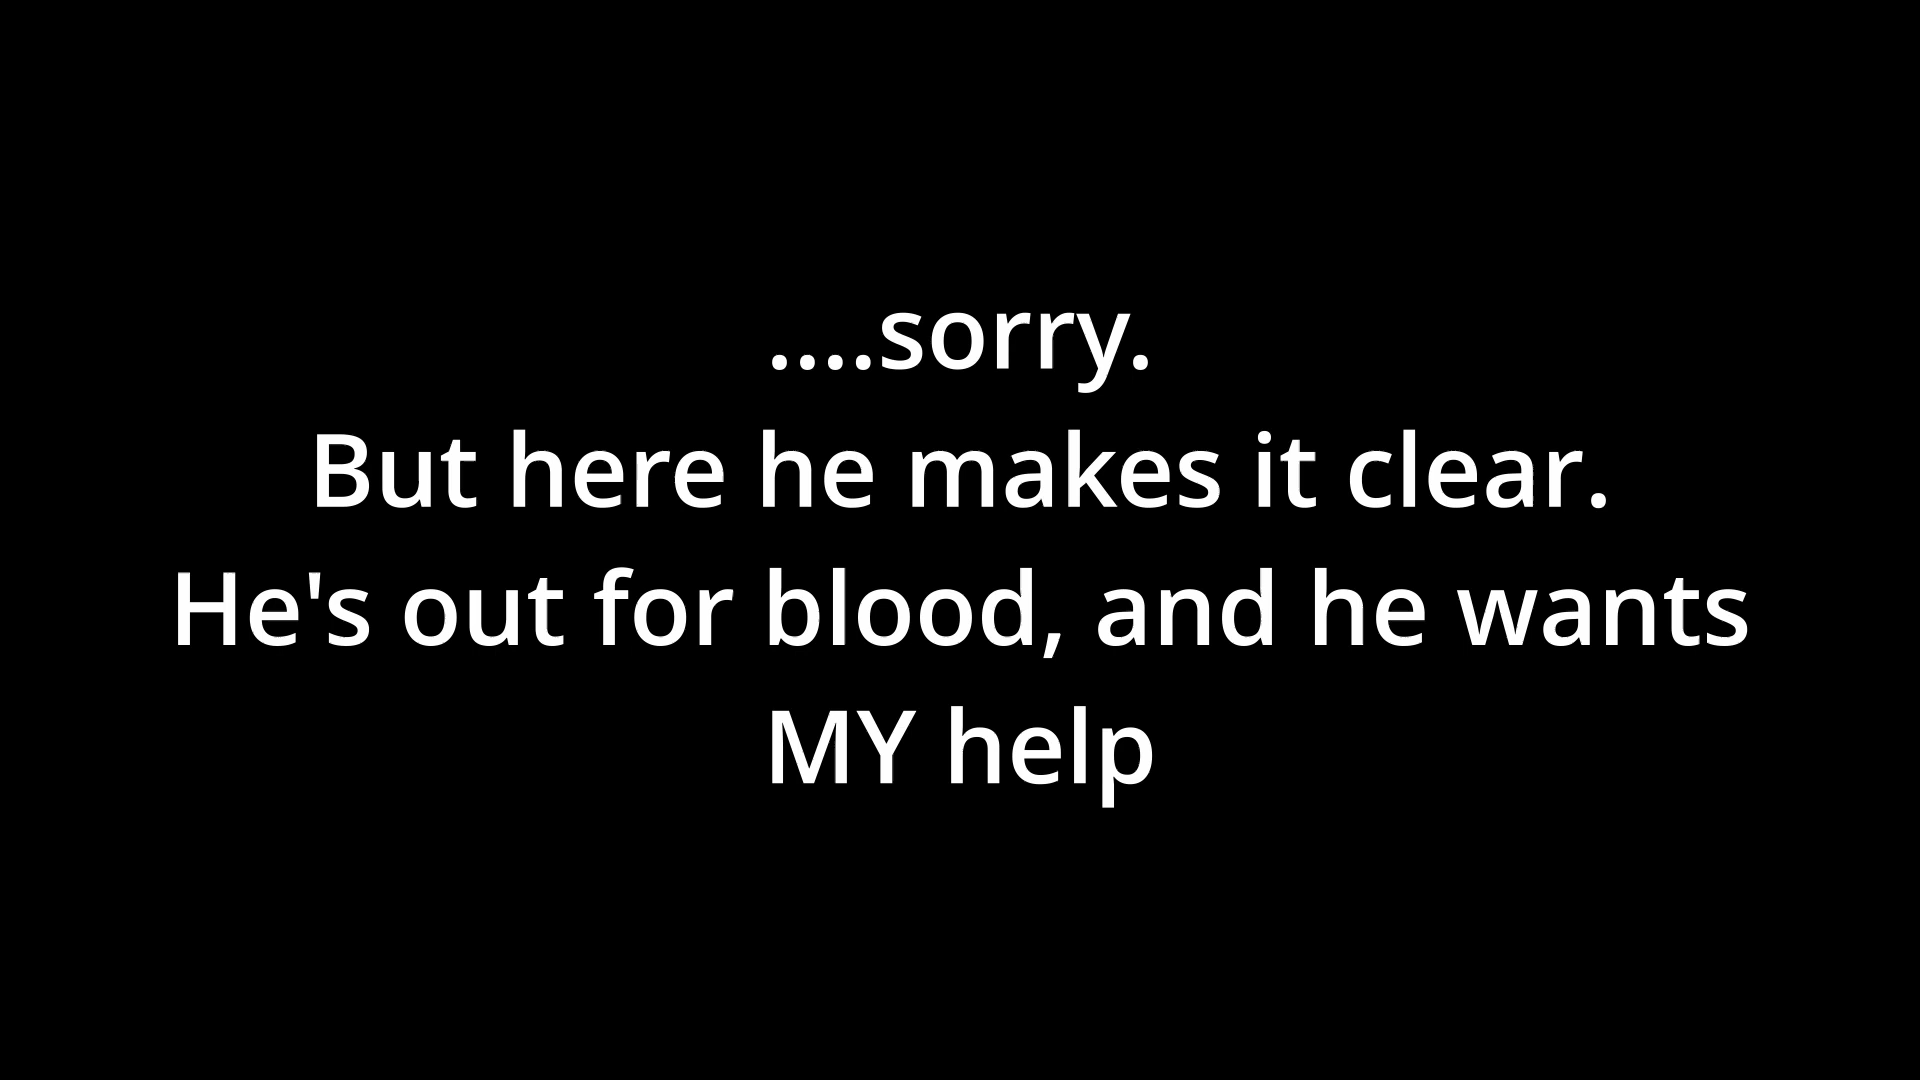 ....sorry.
But here he makes it clear.
He's out for blood, and he wants
MY help